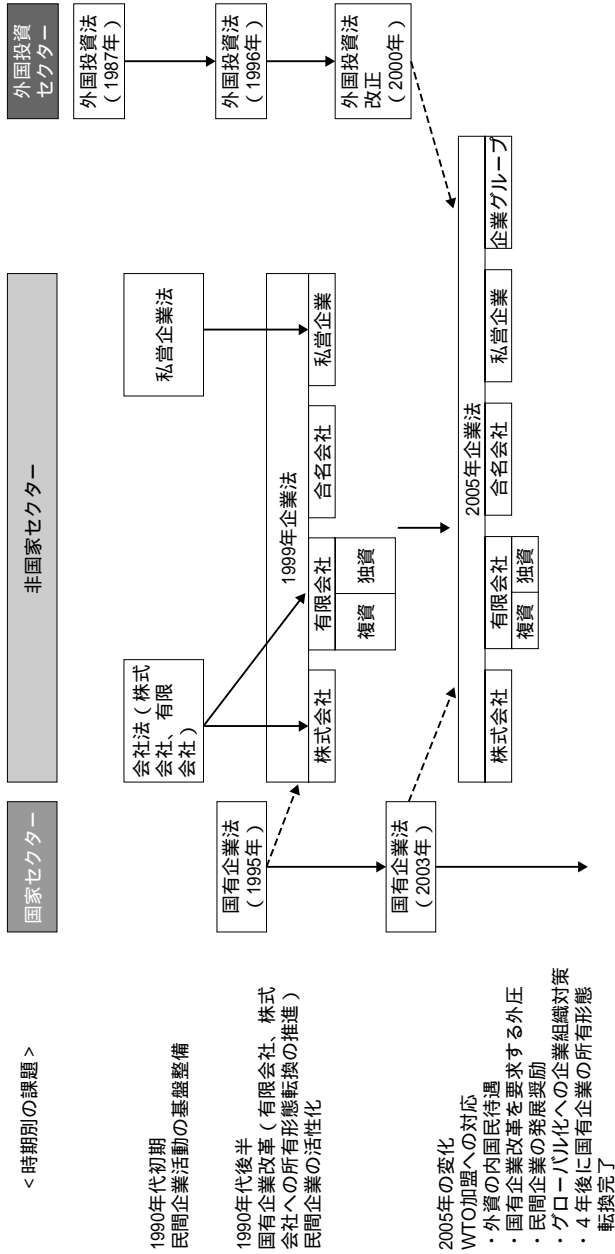 <時期別の課題>
国家セクター
非国家セクター
外国投資
セクター
1990年代初期
民間企業活動の基盤整備
会社法(株式
会社、有限
会社)
私営企業法
外国投資法
(1987年)
1990年代後半
国有企業改革(有限会社、株式
会社への所有形態転換の推進)
民間企業の活性化
国有企業法
(1995年)
1999年企業法
株式会社
有限会社
複資
独資
合名会社
私営企業
外国投資法
(1996年)
国有企業法
(2003年)
外国投資法
改正
(2000年)
2005年の変化
WTO加盟への対応
・外資の内国民待遇
・国有企業改革を要求する外圧
・民間企業の発展奨励
・グローバル化への企業組織対策
・4年後に国有企業の所有形態
転換完了
2005年企業法
株式会社
有限会社
複資
独資
合名会社
私営企業
企業グループ